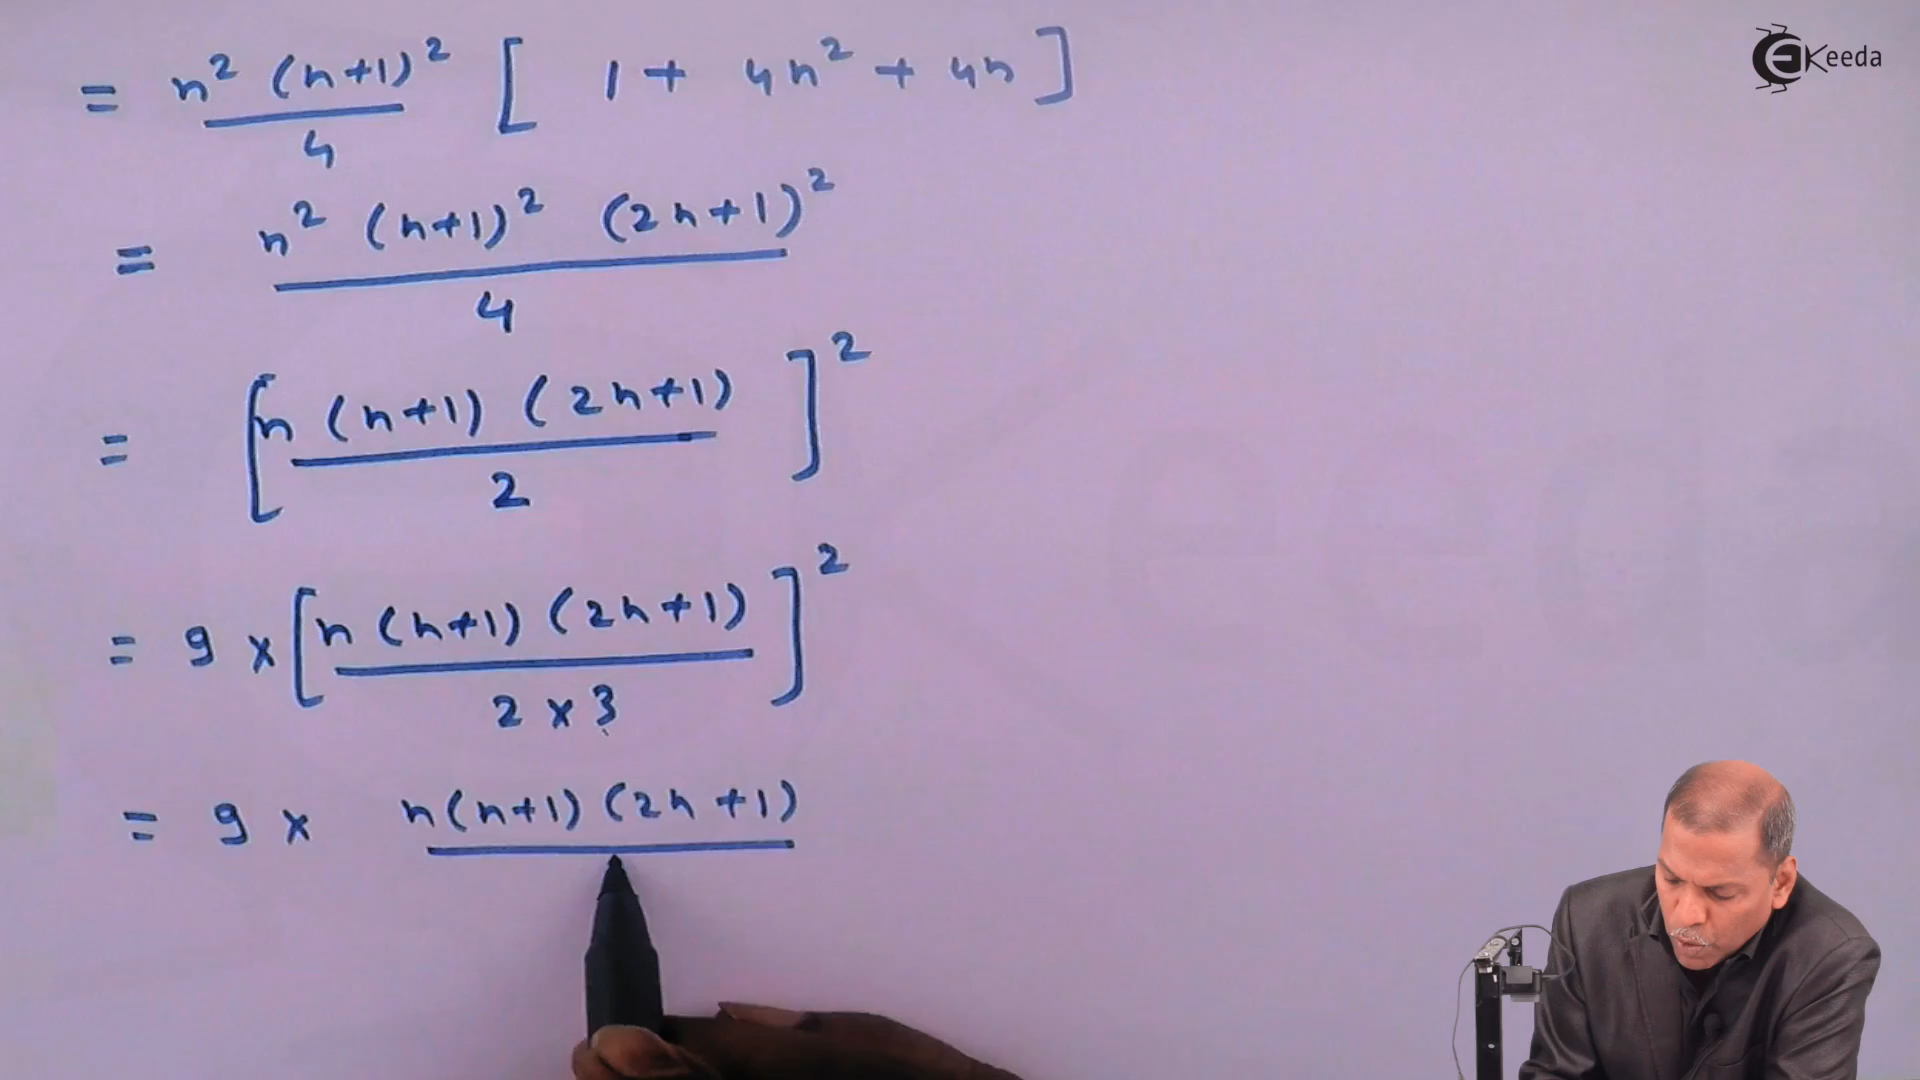 eKeeda
= n² (n+1)² / 4 [ 1 + 4n² + 4n ]
= n² (n+1)² (2n+1)² / 4
= [ n (n+1) (2n+1) / 2 ]²
= 9 × [ n (n+1) (2n+1) / 2 × 3 ]²
= 9 × n(n+1) (2n+1)
eeda